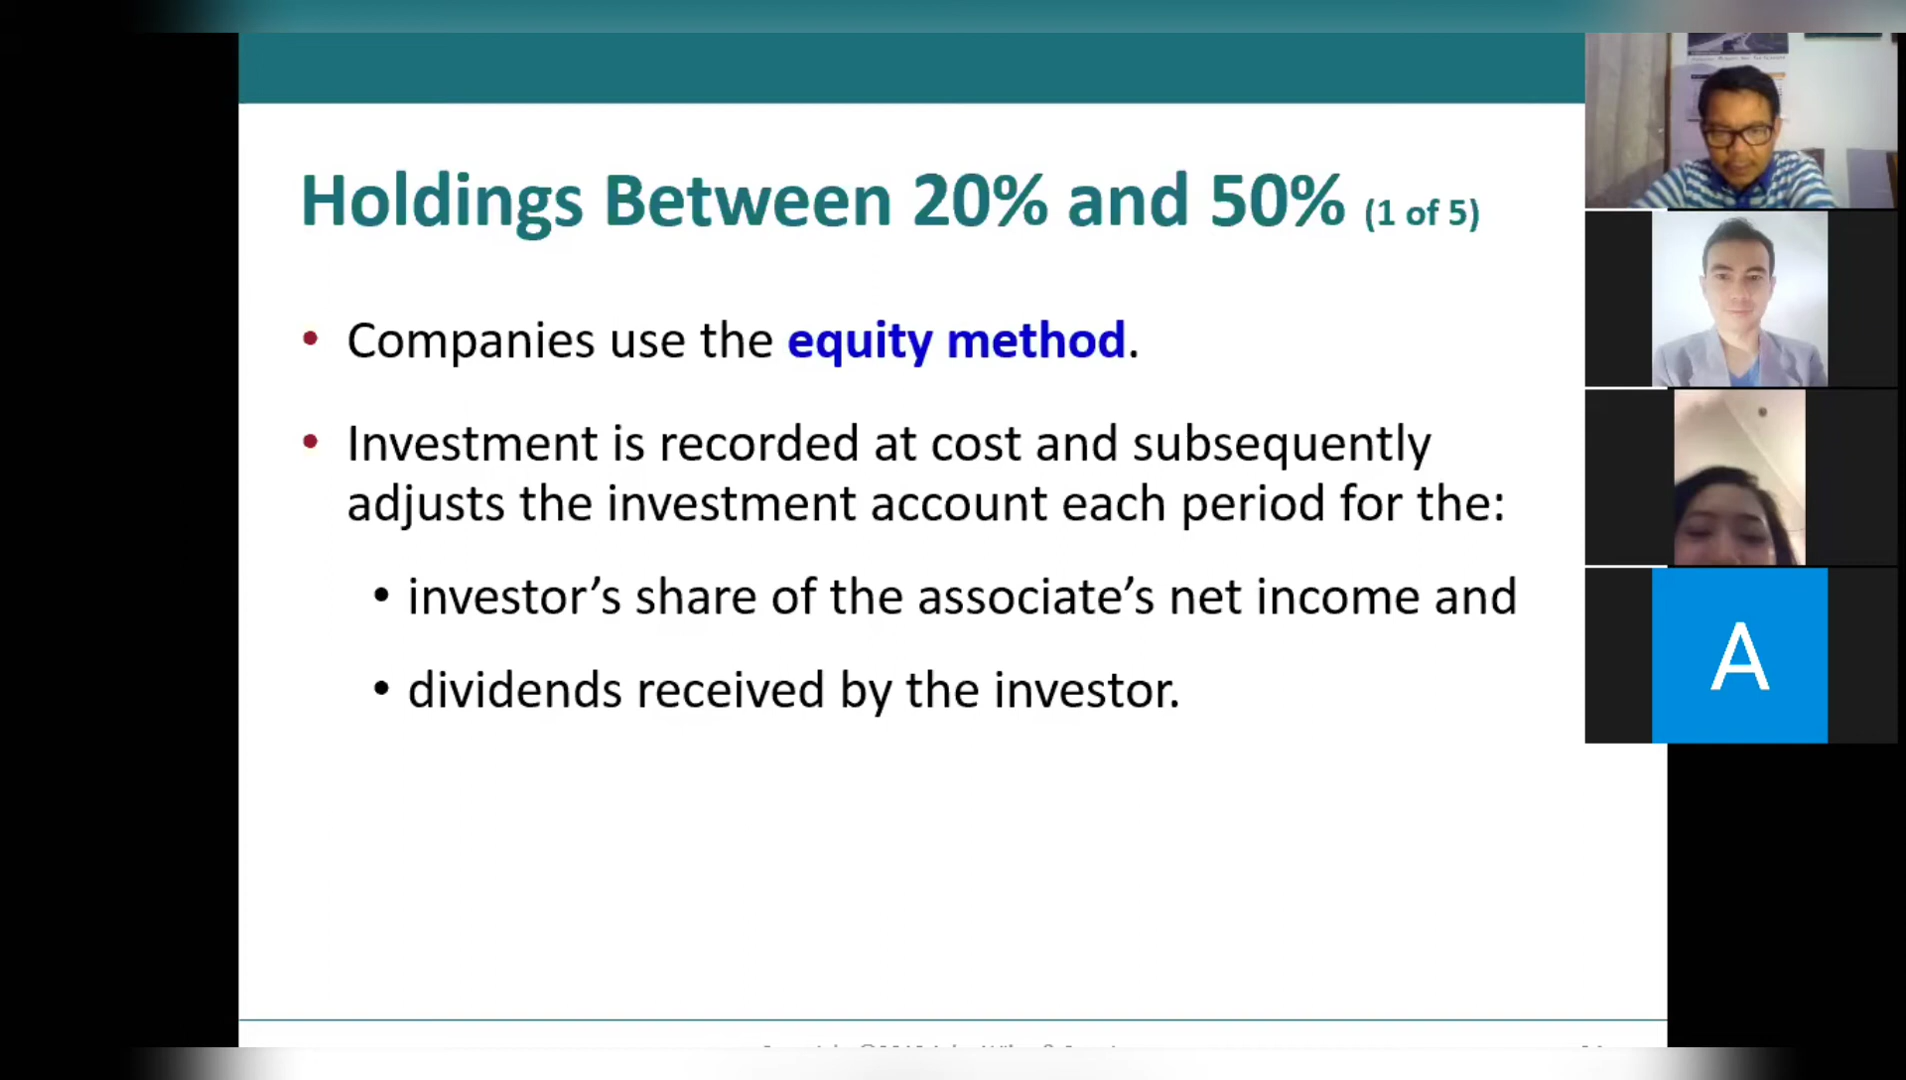 Holdings Between 20% and 50% (1 of 5)
• Companies use the equity method.
• Investment is recorded at cost and subsequently
adjusts the investment account each period for the:
• investor’s share of the associate’s net income and
• dividends received by the investor.
A